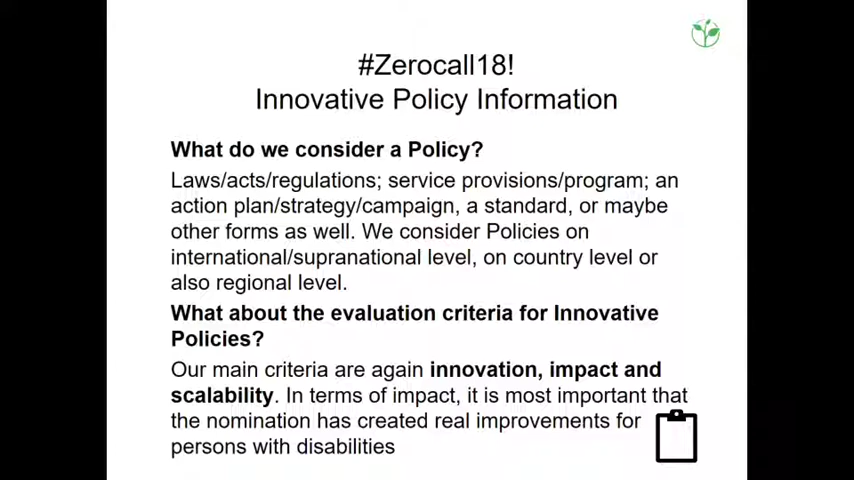 #Zerocall18!
Innovative Policy Information
What do we consider a Policy?
Laws/acts/regulations; service provisions/program; an
action plan/strategy/campaign, a standard, or maybe
other forms as well. We consider Policies on
international/supranational level, on country level or
also regional level.
What about the evaluation criteria for Innovative
Policies?
Our main criteria are again innovation, impact and
scalability. In terms of impact, it is most important that
the nomination has created real improvements for
persons with disabilities